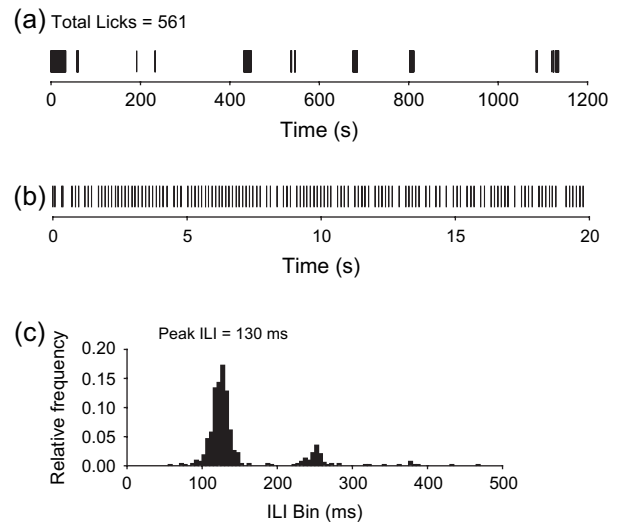 (a) Total Licks = 561
0 200 400 600 800 1000 1200
Time (s)
(b)
0 5 10 15 20
Time (s)
(c) Peak ILI = 130 ms
Relative frequency
0.20
0.15
0.10
0.05
0.00
0 100 200 300 400 500
ILI Bin (ms)